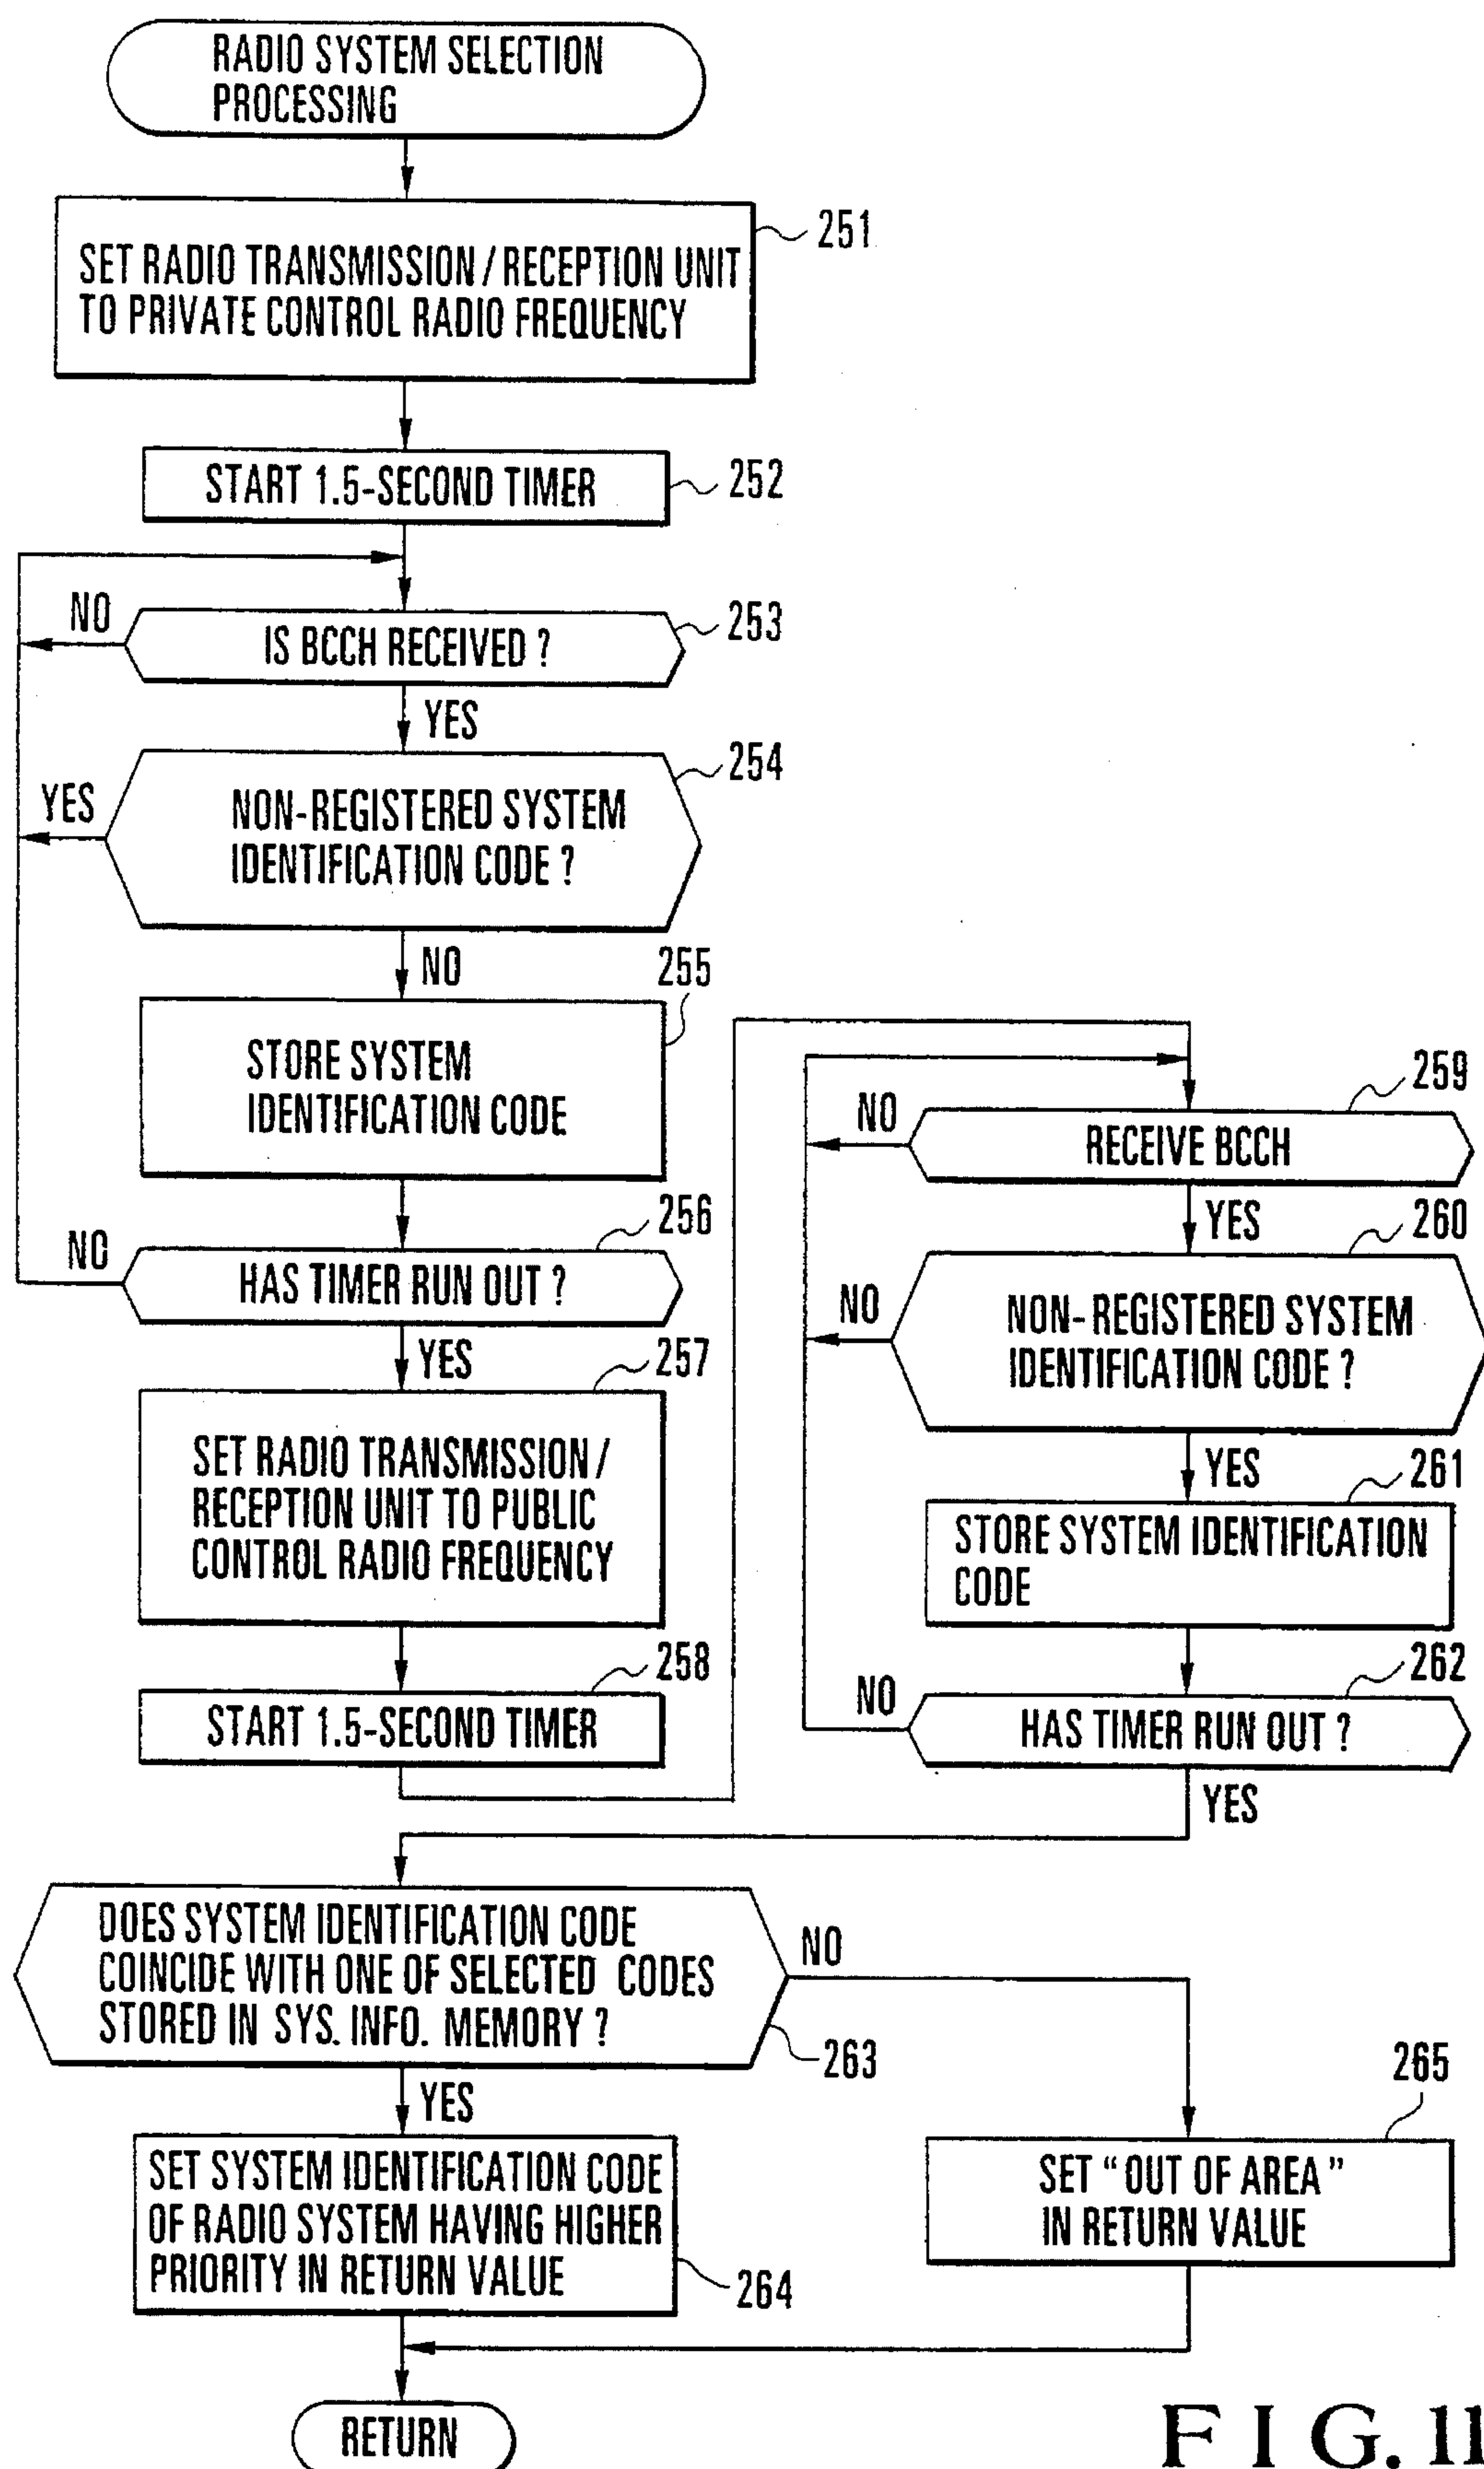 RADIO SYSTEM SELECTION
PROCESSING
251
SET RADIO TRANSMISSION / RECEPTION UNIT
TO PRIVATE CONTROL RADIO FREQUENCY
START 1.5-SECOND TIMER
252
NO
IS BCCH RECEIVED ?
253
YES
254
YES
NON-REGISTERED SYSTEM
IDENTIFICATION CODE ?
NO
255
STORE SYSTEM
IDENTIFICATION CODE
256
NO
HAS TIMER RUN OUT ?
YES
257
SET RADIO TRANSMISSION /
RECEPTION UNIT TO PUBLIC
CONTROL RADIO FREQUENCY
258
START 1.5-SECOND TIMER
259
NO
RECEIVE BCCH
YES
260
NO
NON-REGISTERED SYSTEM
IDENTIFICATION CODE ?
YES
261
STORE SYSTEM IDENTIFICATION
CODE
262
NO
HAS TIMER RUN OUT ?
YES
DOES SYSTEM IDENTIFICATION CODE
COINCIDE WITH ONE OF SELECTED CODES
STORED IN SYS. INFO. MEMORY ?
NO
263
YES
265
SET SYSTEM IDENTIFICATION CODE
OF RADIO SYSTEM HAVING HIGHER
PRIORITY IN RETURN VALUE
264
SET "OUT OF AREA"
IN RETURN VALUE
RETURN
FIG. 11